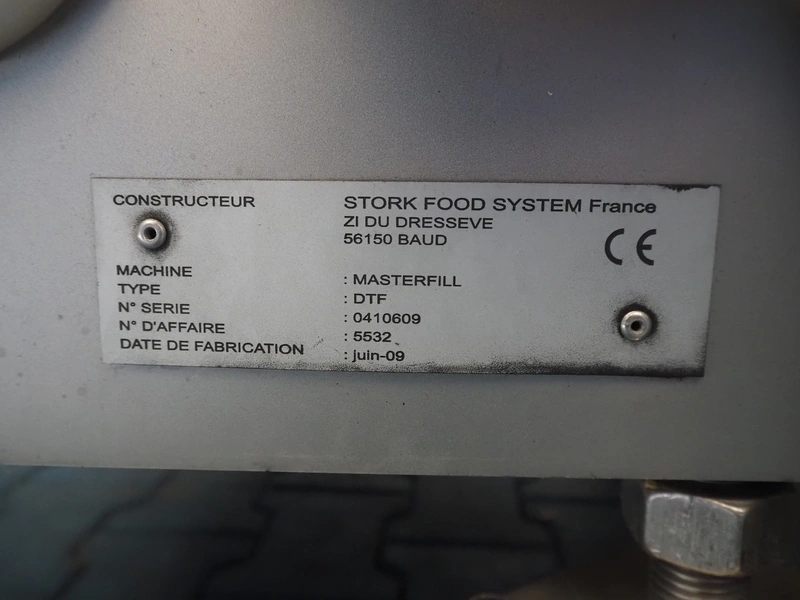 CONSTRUCTEUR STORK FOOD SYSTEM France
ZI DU DRESSEVE
56150 BAUD
CE
MACHINE : MASTERFILL
TYPE : DTF
N° SERIE : 0410609
N° D'AFFAIRE : 5532
DATE DE FABRICATION : juin-09